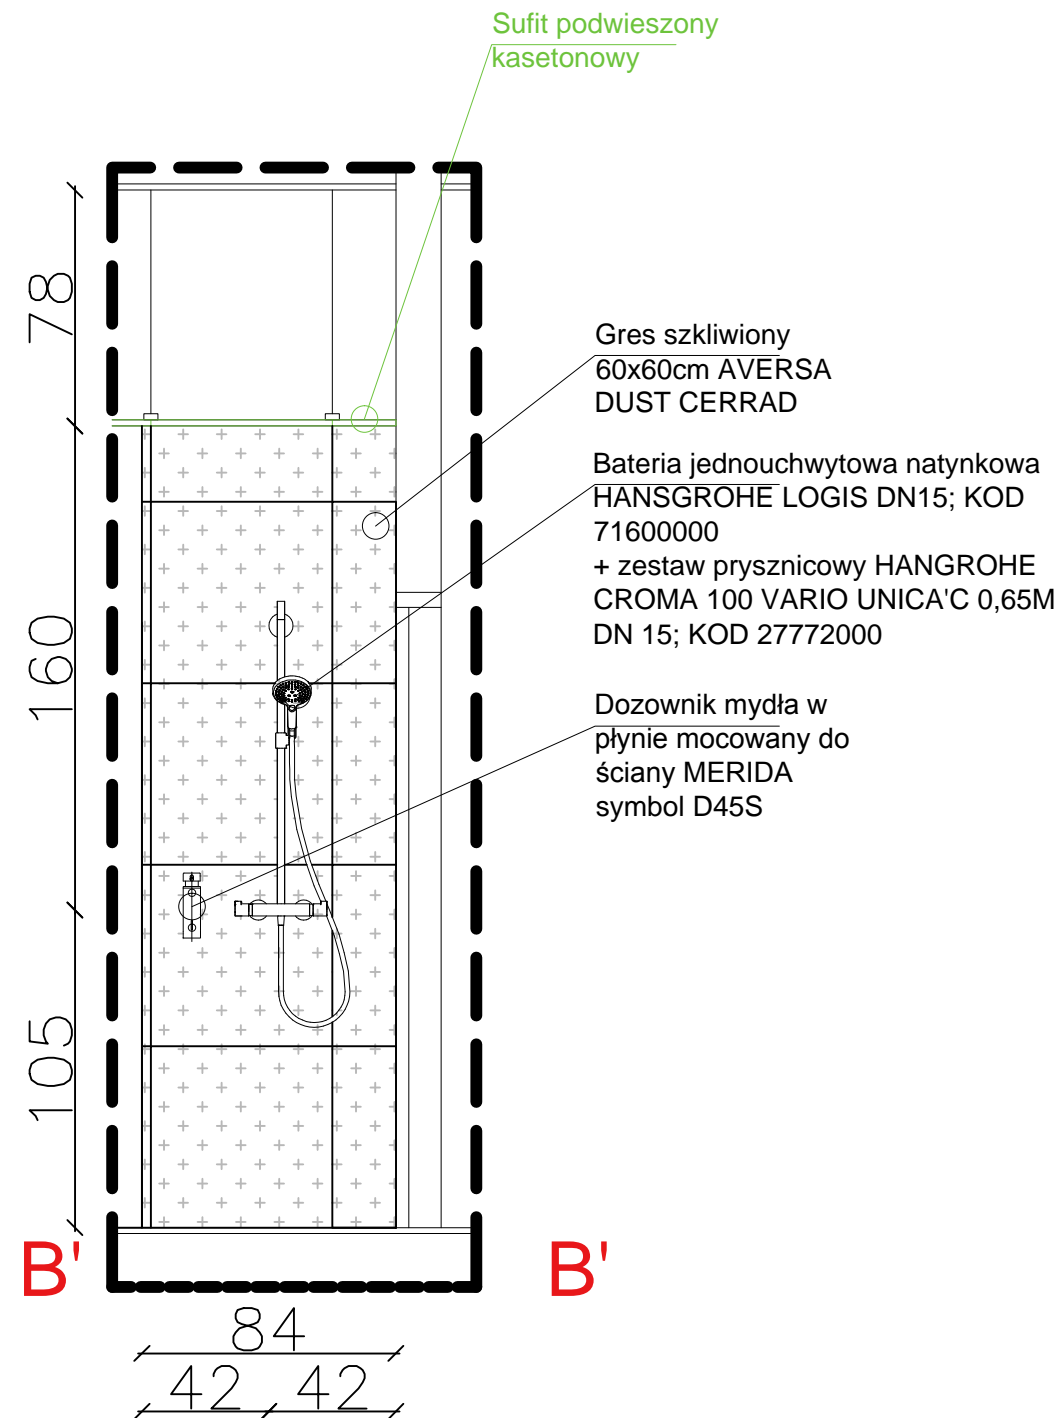 Sufit podwieszony
kasetonowy
78
Gres szkliwiony
60x60cm AVERSA
DUST CERRAD
Bateria jednouchwytowa natynkowa
HANSGROHE LOGIS DN15; KOD
71600000
+ zestaw prysznicowy HANGROHE
CROMA 100 VARIO UNICA'C 0,65M
DN 15; KOD 27772000
160
Dozownik mydła w
płynie mocowany do
ściany MERIDA
symbol D45S
105
B'
B'
84
42
42